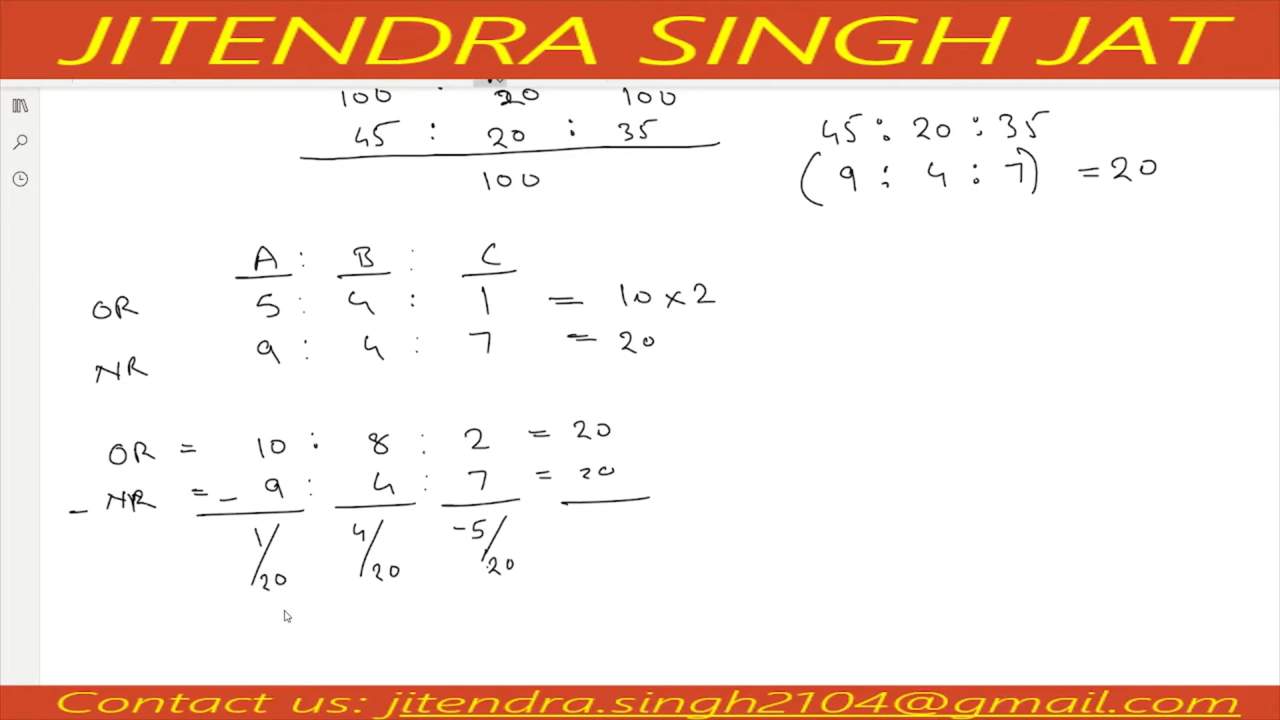 JITENDRA SINGH JAT
100 : 20 100
45 : 20 : 35
100
45 : 20 : 35
(9 : 4 : 7) = 20
A : B : C
OR 5 : 4 : 1 = 10 x 2
NR 9 : 4 : 7 = 20
OR = 10 : 8 : 2 = 20
- NR = - 9 : 4 : 7 = 20
1/20 4/20 -5/20
Contact us: jitendra.singh2104@gmail.com